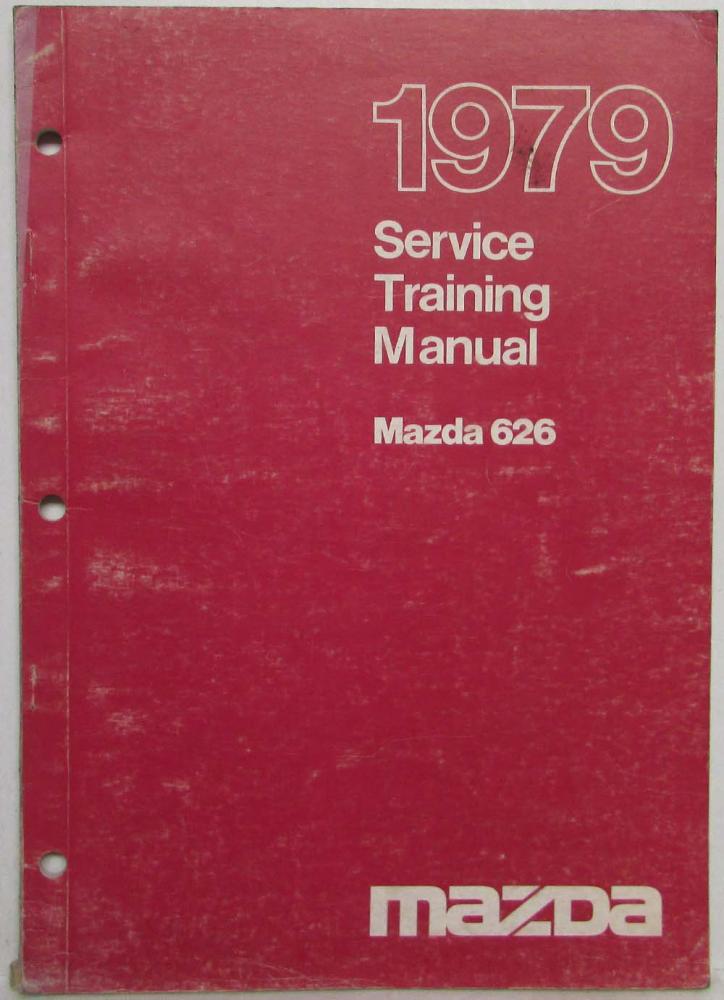 1979
Service
Training
Manual
Mazda 626
mazda